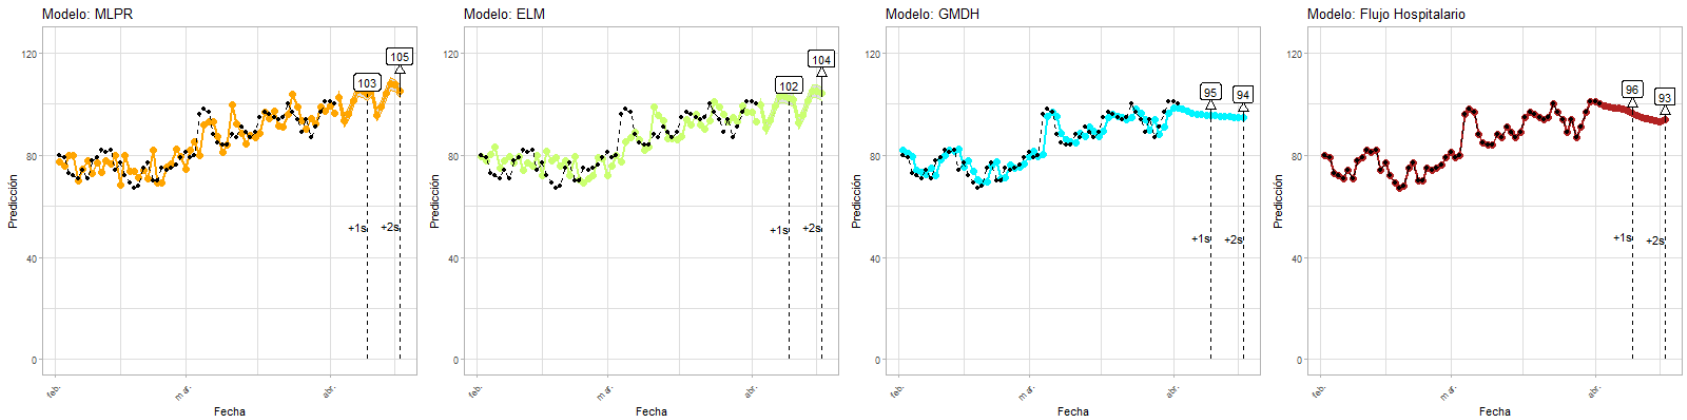 Modelo: MLPR
Predicción
120
80
40
0
103
105
+1s
+2s
feb.
mar.
abr.
Fecha
Modelo: ELM
Predicción
120
80
40
0
102
104
+1s
+2s
feb.
mar.
abr.
Fecha
Modelo: GMDH
Predicción
120
80
40
0
95
94
+1s
+2s
feb.
mar.
abr.
Fecha
Modelo: Flujo Hospitalario
Predicción
120
80
40
0
96
93
+1s
+2s
feb.
mar.
abr.
Fecha